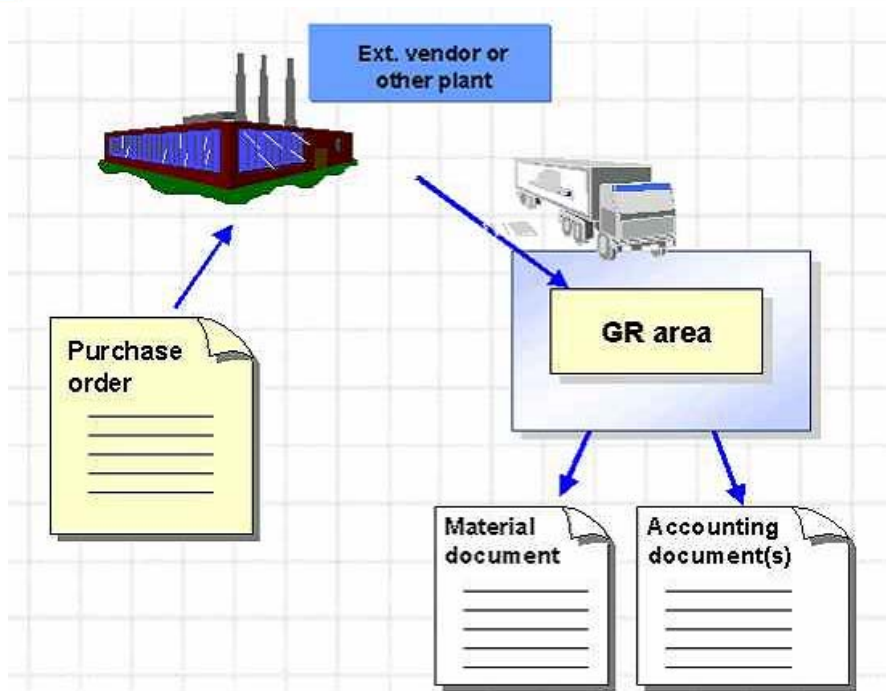 Ext. vendor or
other plant
GR area
Purchase
order
Material
document
Accounting
document(s)